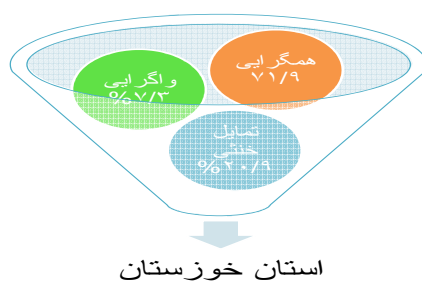 همگرایی
۷۱/۹
واگرایی
%۷/۳
تمایل
خنثی
%۲۰/۹
استان خوزستان